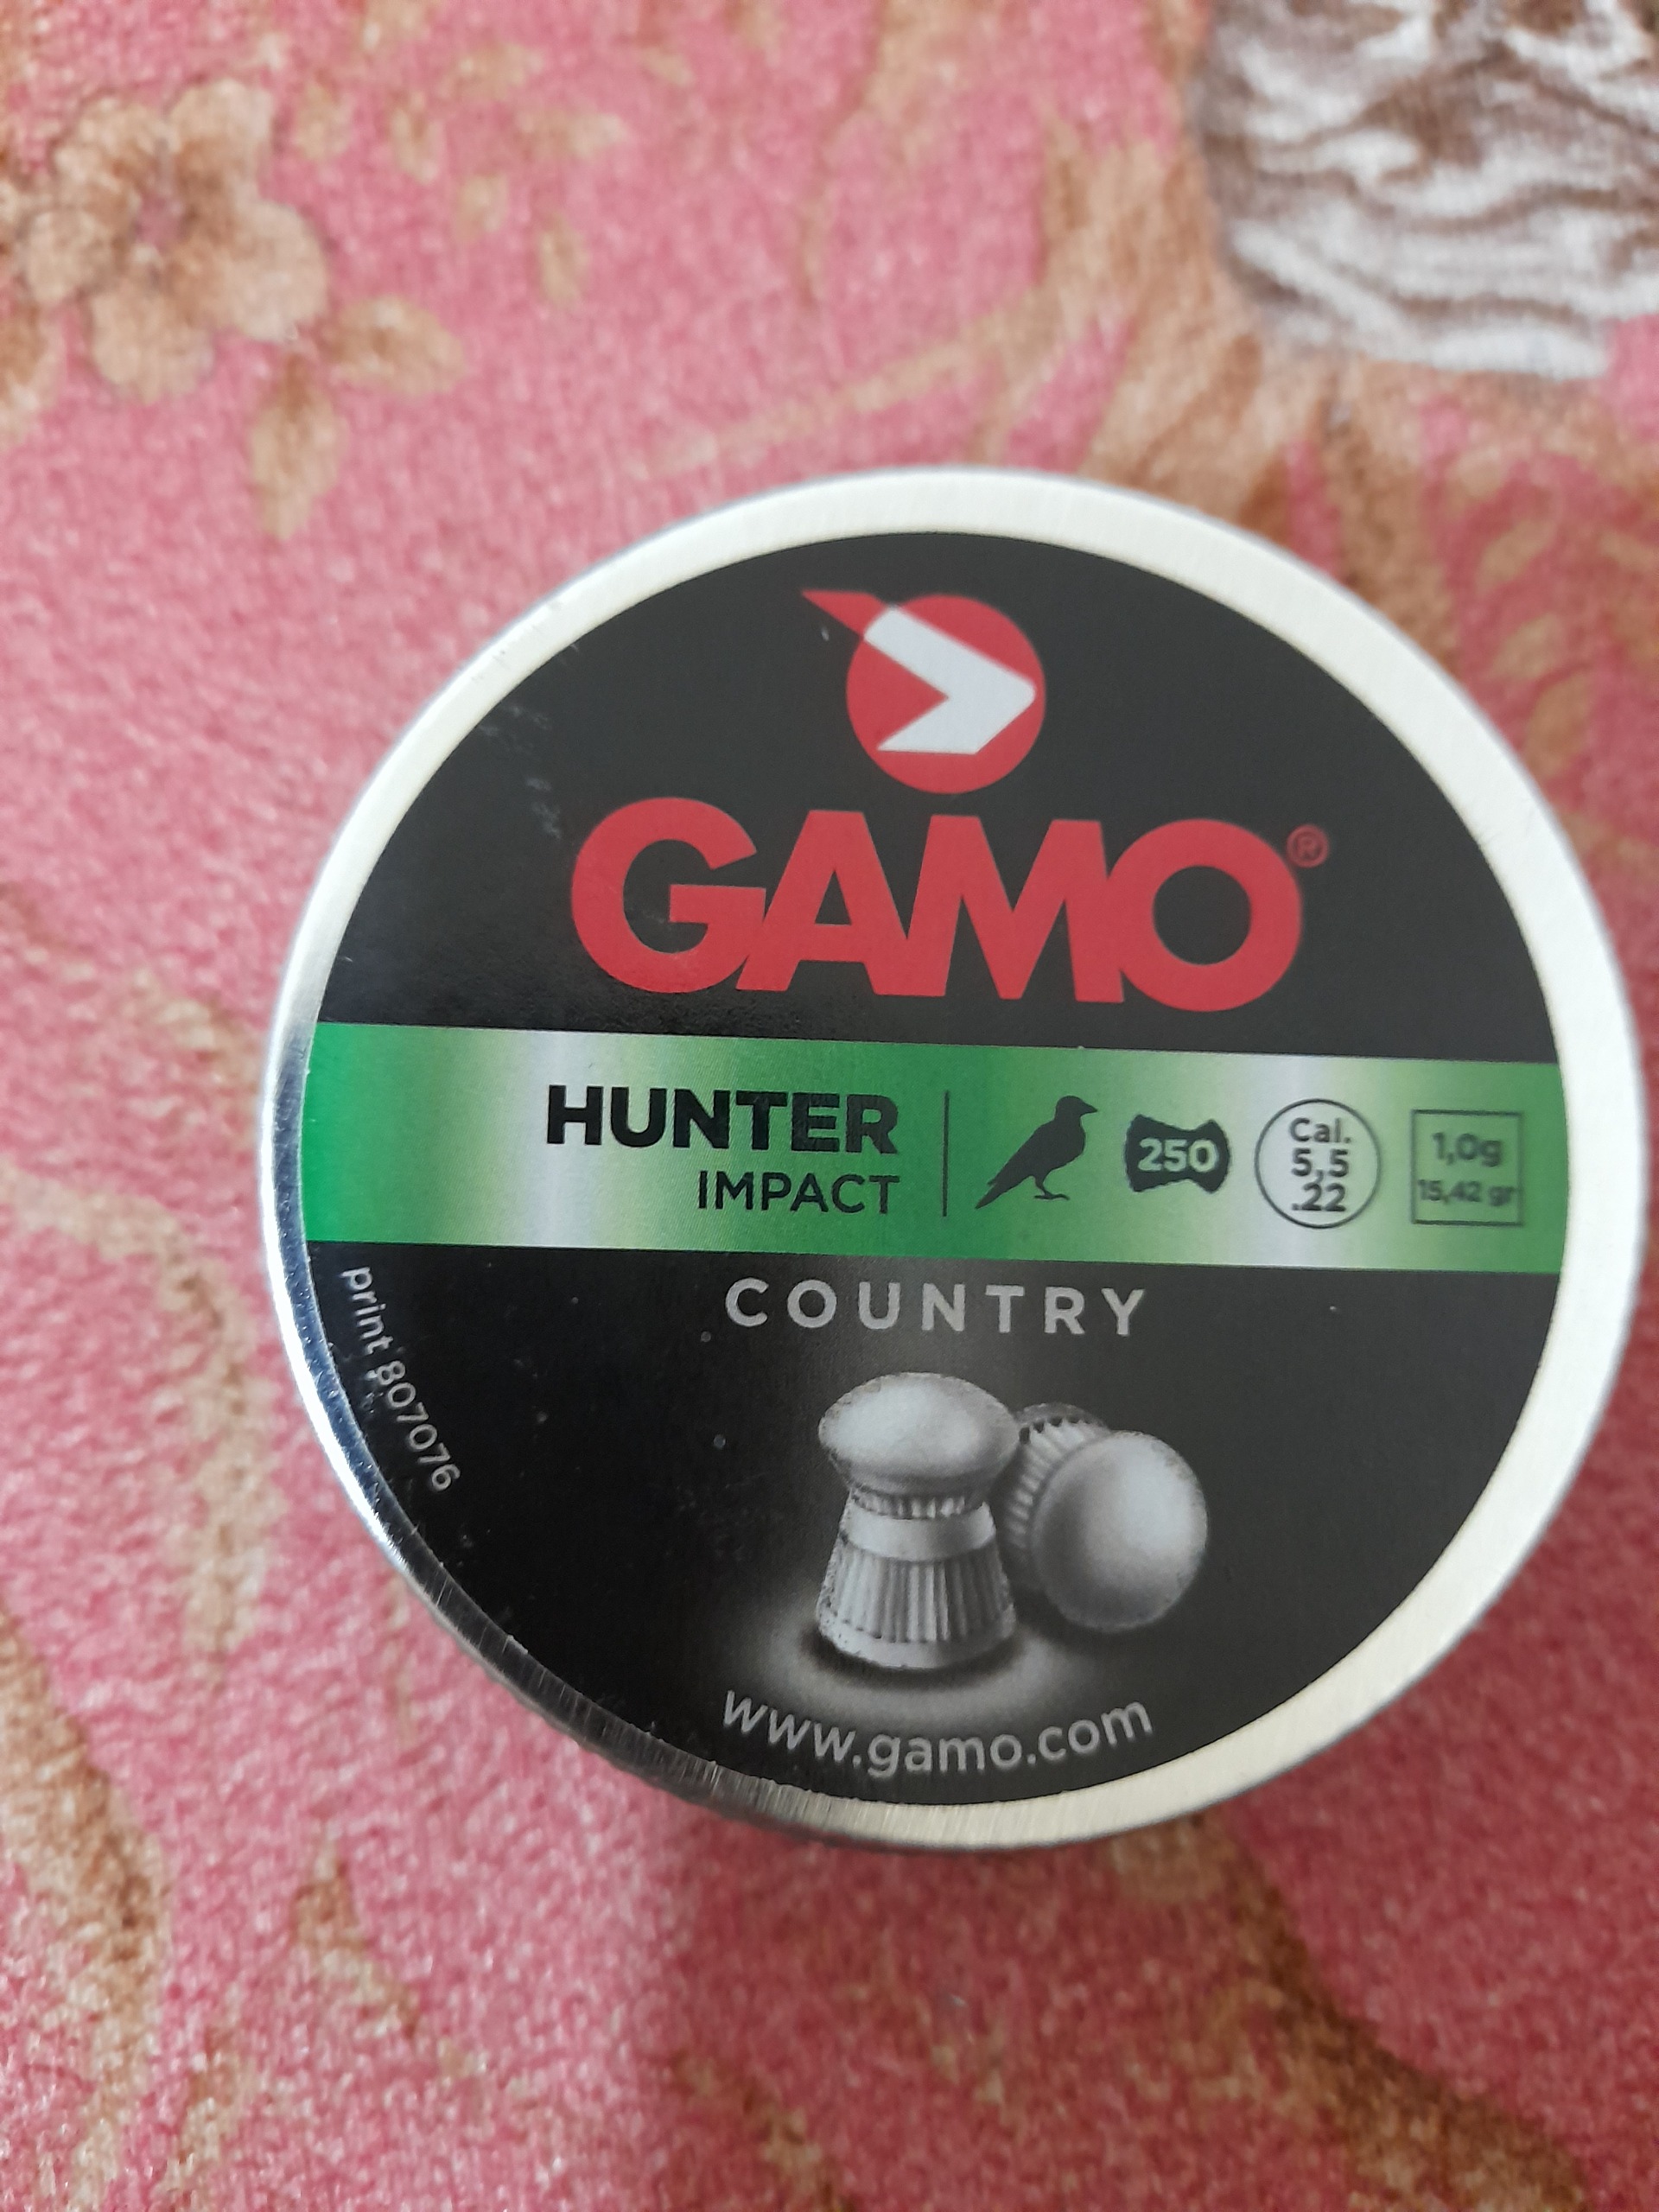 GAMO®
HUNTER
IMPACT
250
Cal.
5,5
.22
1,0g
15,42 gr
COUNTRY
print 807076
www.gamo.com